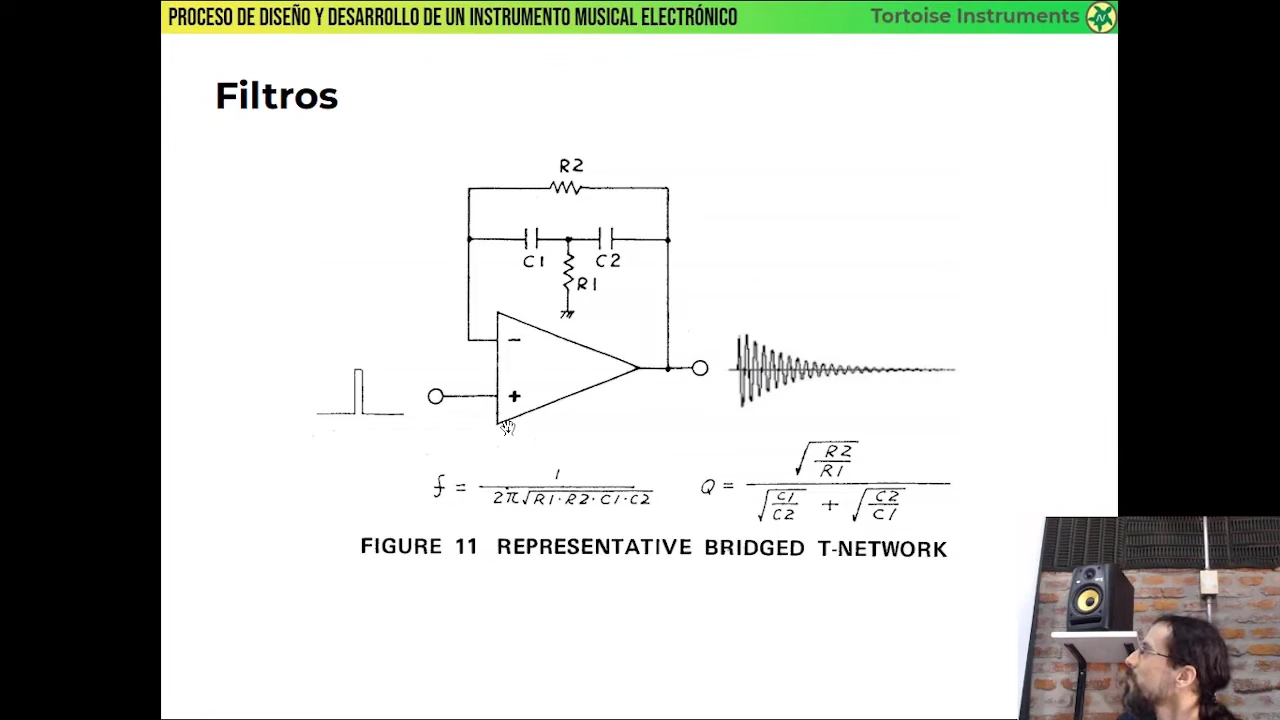 PROCESO DE DISEÑO Y DESARROLLO DE UN INSTRUMENTO MUSICAL ELECTRÓNICO
Tortoise Instruments
Filtros
R2
C1 C2
R1
−
+
f = 1 / 2π√R1·R2·C1·C2
Q = √R2/R1 / √C1/C2 + √C2/C1
FIGURE 11 REPRESENTATIVE BRIDGED T-NETWORK